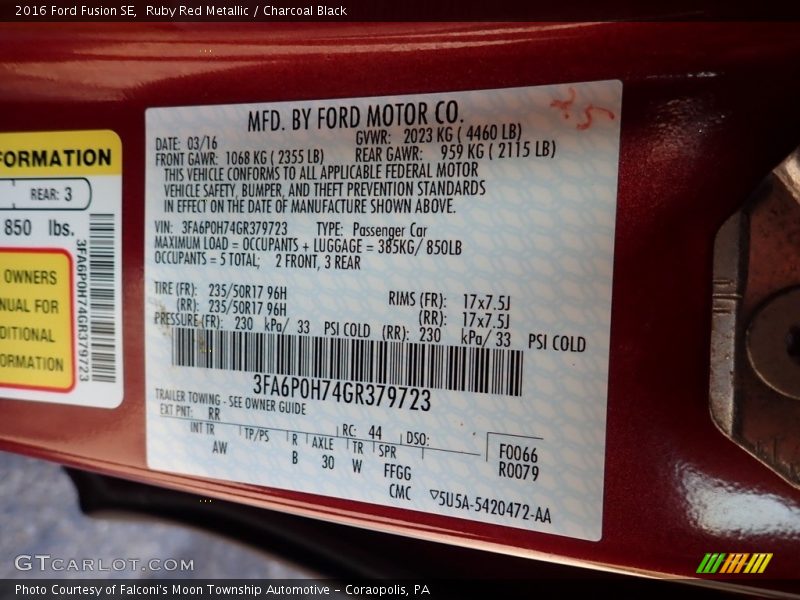 2016 Ford Fusion SE,  Ruby Red Metallic / Charcoal Black
FORMATION
REAR: 3
850 lbs.
OWNERS
NUAL FOR
DITIONAL
ORMATION
3FA6P0H74GR379723
25
MFD. BY FORD MOTOR CO.
DATE: 03/16
GVWR: 2023 KG ( 4460 LB)
FRONT GAWR: 1068 KG ( 2355 LB)
REAR GAWR: 959 KG ( 2115 LB)
THIS VEHICLE CONFORMS TO ALL APPLICABLE FEDERAL MOTOR
VEHICLE SAFETY, BUMPER, AND THEFT PREVENTION STANDARDS
IN EFFECT ON THE DATE OF MANUFACTURE SHOWN ABOVE.
VIN: 3FA6P0H74GR379723 TYPE: Passenger Car
MAXIMUM LOAD = OCCUPANTS + LUGGAGE = 385KG/ 850LB
OCCUPANTS = 5 TOTAL; 2 FRONT, 3 REAR
TIRE (FR): 235/50R17 96H RIMS (FR): 17x7.5J
(RR): 235/50R17 96H (RR): 17x7.5J
PRESSURE (FR): 230 kPa/ 33 PSI COLD (RR): 230 kPa/ 33 PSI COLD
3FA6P0H74GR379723
TRAILER TOWING - SEE OWNER GUIDE
EXT PNT: RR RC: 44 DSO:
INT TR TP/PS R AXLE TR SPR
AW B 30 W FFGG
CMC
F0066
R0079
▽5U5A-5420472-AA
GTCARLOT.COM
Photo Courtesy of Falconi's Moon Township Automotive – Coraopolis, PA